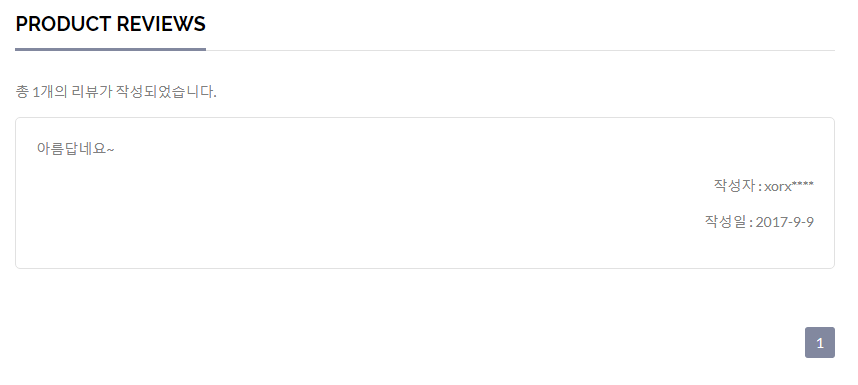 PRODUCT REVIEWS
총 1개의 리뷰가 작성되었습니다.
아름답네요~
작성자 : xorx****
작성일 : 2017-9-9
1